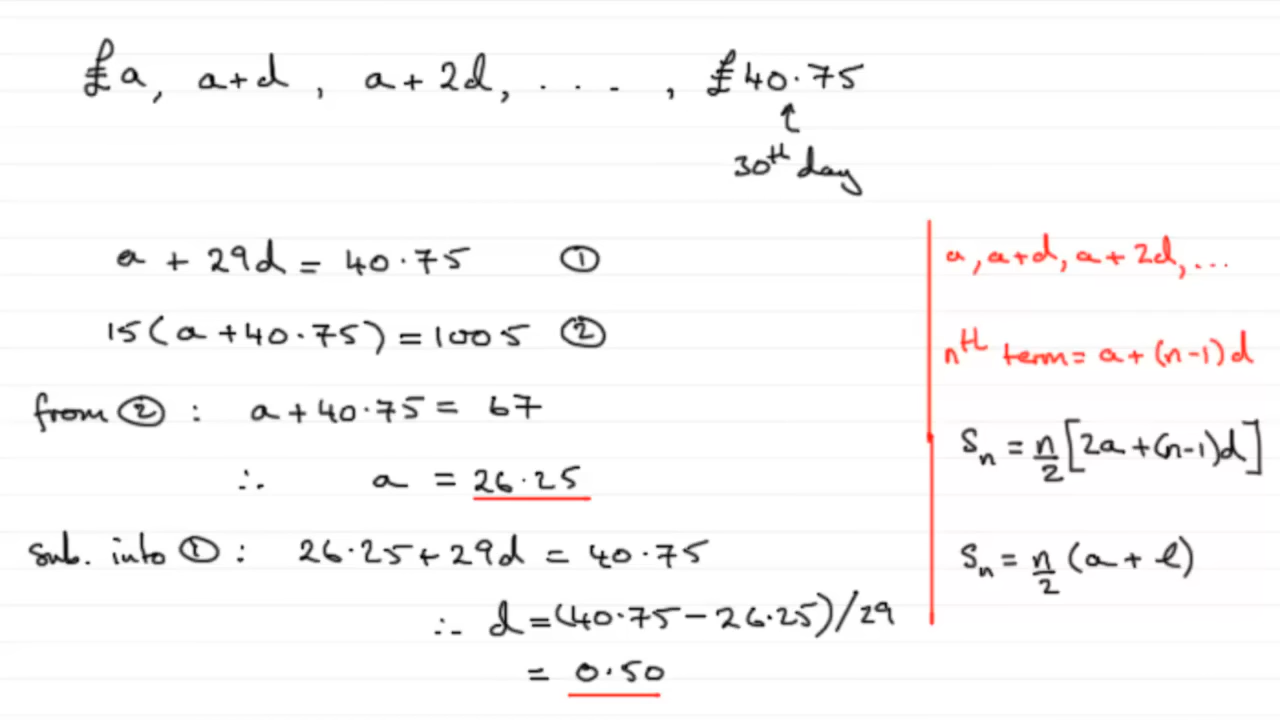 £a, a+d, a+2d, ...., £40.75
↑
30th day
a + 29d = 40.75 ①
15(a+40.75) = 1005 ②
from ②: a+40.75 = 67
∴ a = 26.25
sub. into ①: 26.25+29d = 40.75
∴ d = (40.75-26.25)/29
= 0.50
a, a+d, a+2d, ...
nth term = a+(n-1)d
Sn = n/2[2a+(n-1)d]
Sn = n/2(a+l)